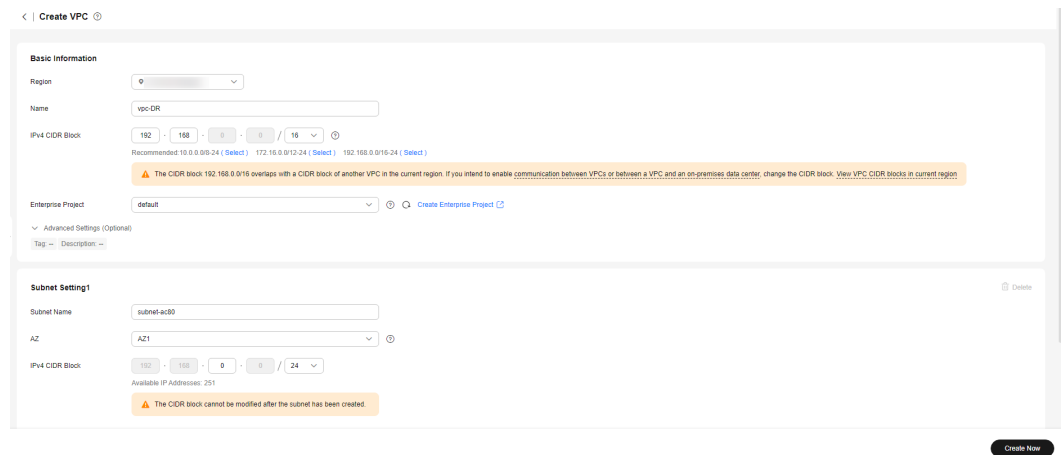 < | Create VPC
Basic Information
Region
Name vpc-DR
IPv4 CIDR Block 192 · 168 · 0 · 0 / 16
Recommended:10.0.0.0/8-24 ( Select ) 172.16.0.0/12-24 ( Select ) 192.168.0.0/16-24 ( Select )
The CIDR block 192.168.0.0/16 overlaps with a CIDR block of another VPC in the current region. If you intend to enable communication between VPCs or between a VPC and an on-premises data center, change the CIDR block. View VPC CIDR blocks in current region
Enterprise Project default Create Enterprise Project
Advanced Settings (Optional)
Tag: -- Description: --
Subnet Setting1 Delete
Subnet Name subnet-ac80
AZ AZ1
IPv4 CIDR Block 192 · 168 · 0 · 0 / 24
Available IP Addresses: 251
The CIDR block cannot be modified after the subnet has been created.
Create Now